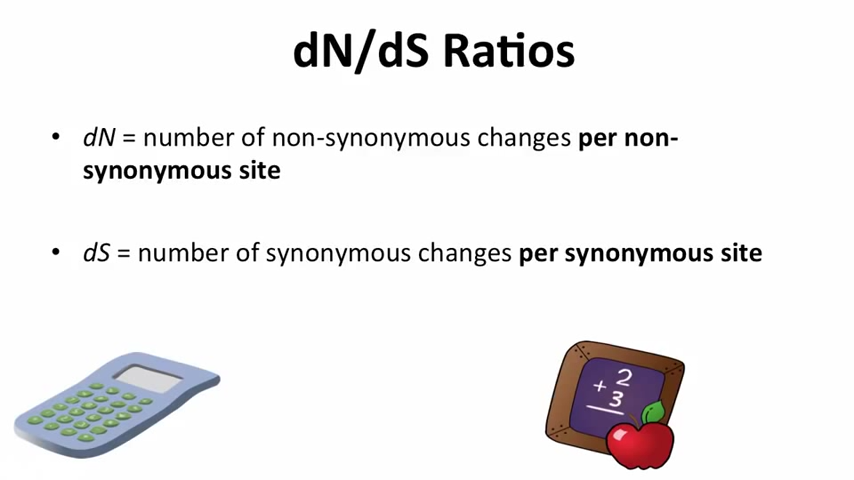 dN/dS Ratios
• dN = number of non-synonymous changes per non-
synonymous site
• dS = number of synonymous changes per synonymous site
2
+ 3